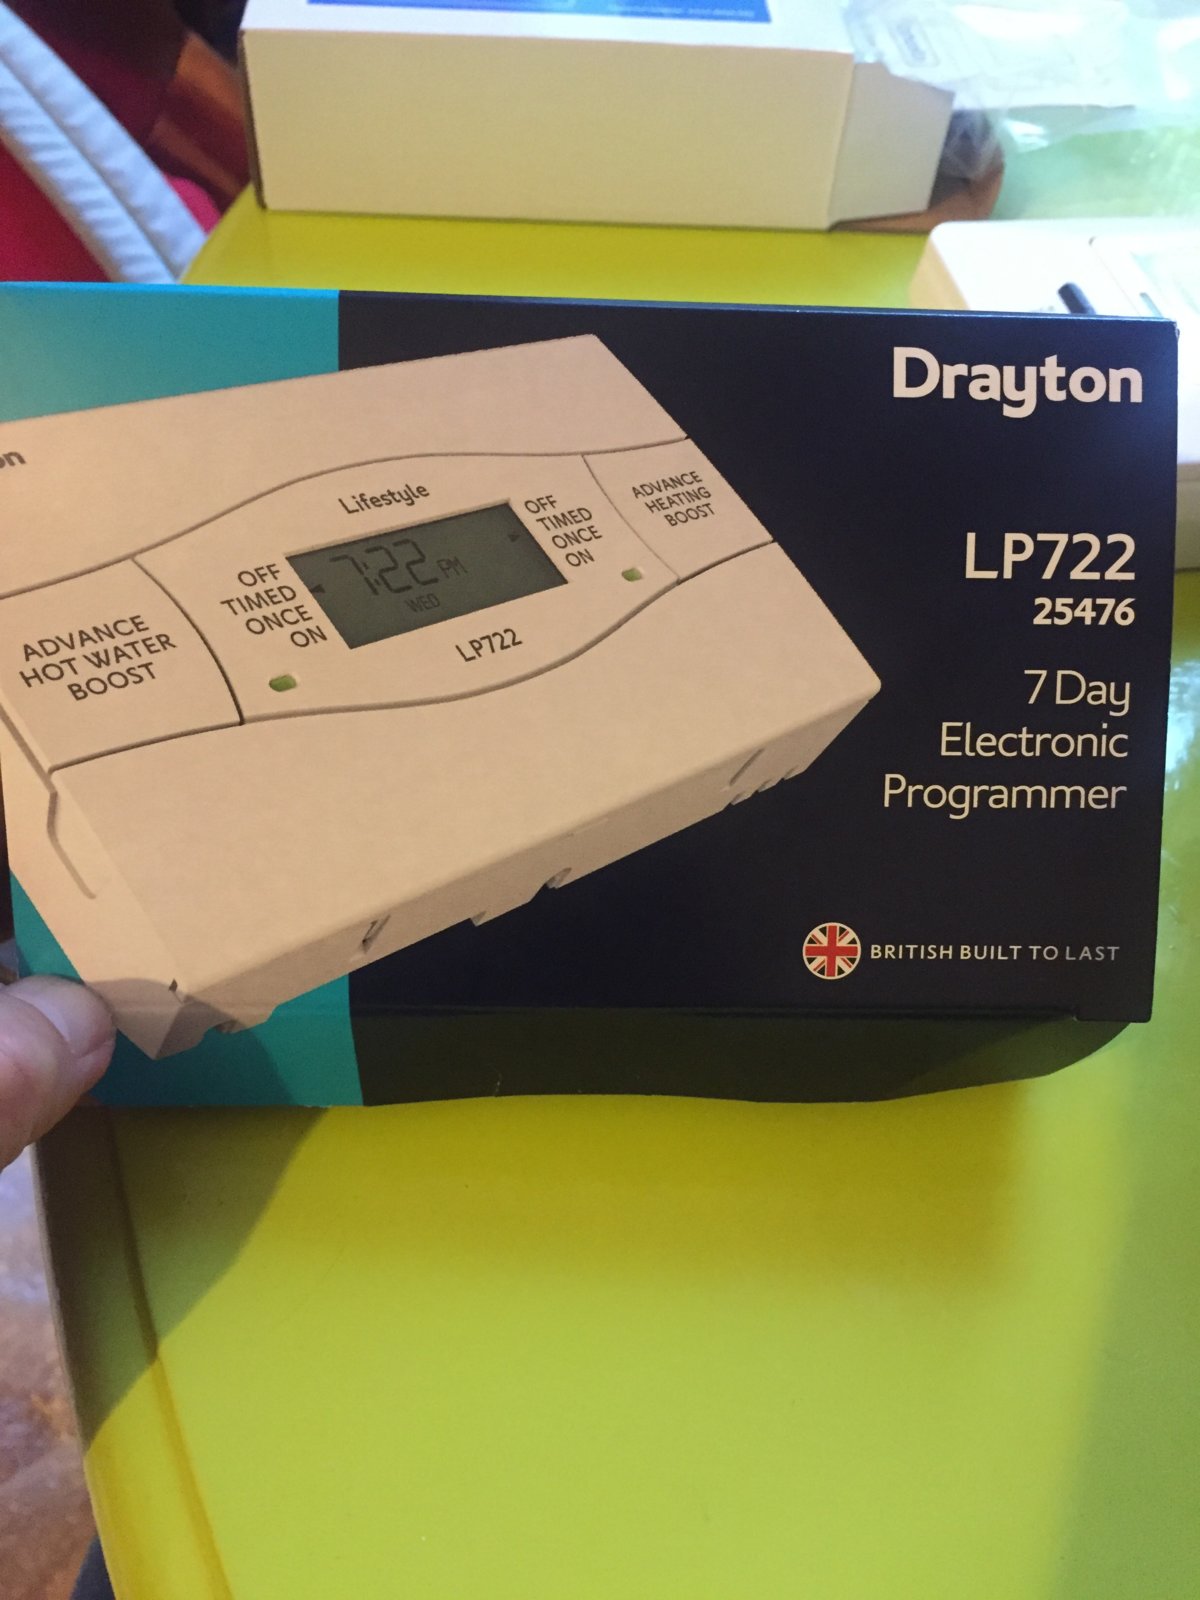 Drayton
LP722
25476
7 Day
Electronic
Programmer
BRITISH BUILT TO LAST
on
Lifestyle
ADVANCE
HOT WATER
BOOST
OFF
TIMED
ONCE
ON
7:22 PM
WED
OFF
TIMED
ONCE
ON
ADVANCE
HEATING
BOOST
LP722